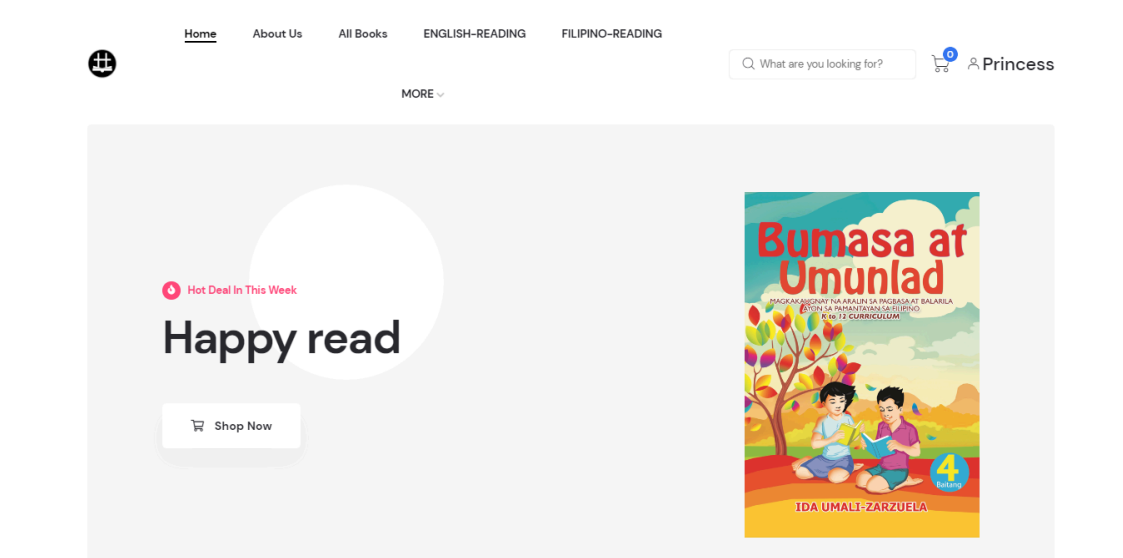 Home
About Us
All Books
ENGLISH-READING
FILIPINO-READING
MORE
What are you looking for?
0
Princess
Hot Deal In This Week
Happy read
Shop Now
Bumasa at
Umunlad
MAGKAKAUGNAY NA ARALIN SA PAGBASA AT BALARILA
AYON SA PAMANTAYAN SA FILIPINO
K to 12 CURRICULUM
4
Baitang
IDA UMALI-ZARZUELA